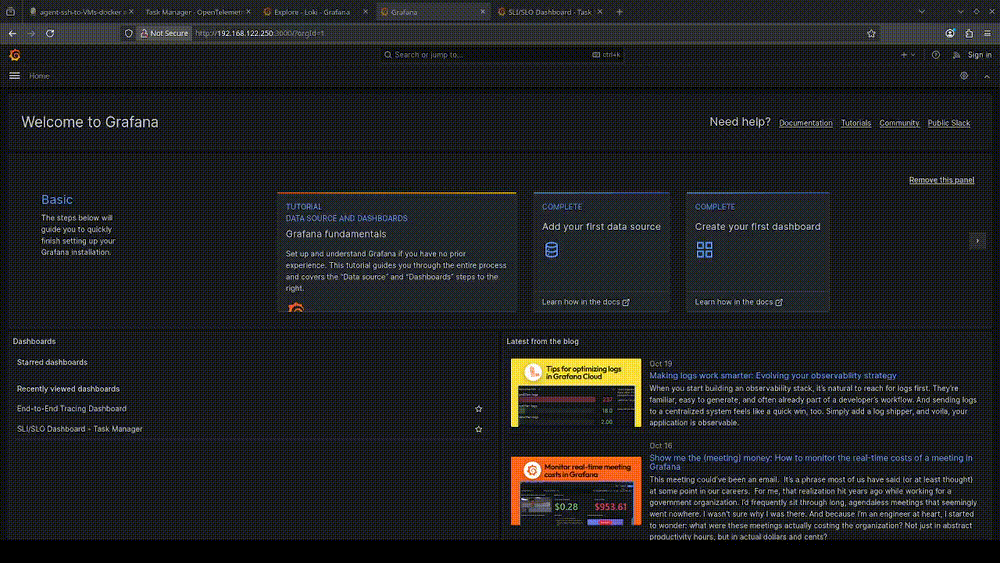 agent-ssh-to-VMs-docker
Task Manager - OpenTelemet
Explore - Loki - Grafana
Grafana
SLI/SLO Dashboard - Task
Not Secure
http://192.168.122.250:3000/?orgId=1
Search or jump to...
ctrl+k
Sign in
Home
Welcome to Grafana
Need help?
Documentation
Tutorials
Community
Public Slack
Remove this panel
Basic
The steps below will
guide you to quickly
finish setting up your
Grafana installation.
TUTORIAL
DATA SOURCE AND DASHBOARDS
Grafana fundamentals
Set up and understand Grafana if you have no prior
experience. This tutorial guides you through the entire process
and covers the "Data source" and "Dashboards" steps to the
right.
COMPLETE
Add your first data source
Learn how in the docs
COMPLETE
Create your first dashboard
Learn how in the docs
Dashboards
Starred dashboards
Recently viewed dashboards
End-to-End Tracing Dashboard
SLI/SLO Dashboard - Task Manager
Latest from the blog
Tips for optimizing logs
in Grafana Cloud
337
18.0
2.00
Oct 19
Making logs work smarter: Evolving your observability strategy
When you start building an observability stack, it's natural to reach for logs first. They're
familiar, easy to generate, and often already part of a developer's workflow. And sending logs
to a centralized system feels like a quick win, too. Simply add a log shipper, and voila, your
application is observable.
Monitor real-time meeting
costs in Grafana
$0.28
$953.61
Oct 16
Show me the (meeting) money: How to monitor the real-time costs of a meeting in
Grafana
This meeting could've been an email. It's a phrase most of us have said (or at least thought)
at some point in our careers. For me, that realization hit years ago while working for a
government organization. I'd frequently sit through long, agendaless meetings that seemingly
went nowhere. I wasn't sure why I was there. And because I'm an engineer at heart, I started
to wonder: what were these meetings actually costing the organization? Not just in abstract
productivity hours, but in actual dollars and cents?